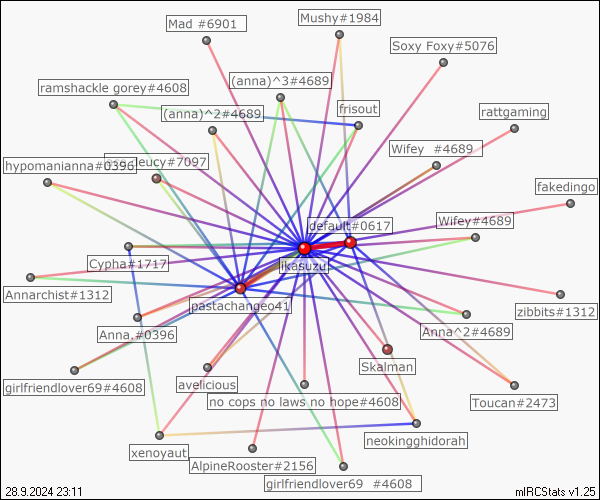 Mad #6901
Mushy#1984
Soxy Foxy#5076
ramshackle gorey#4608
(anna)^3#4689
(anna)^2#4689
frisout
rattgaming
hypomanianna#0396
leucy#7097
Wifey #4689
fakedingo
default#0617
Wifey#4689
Cypha#1717
ikasuzu
Annarchist#1312
pastachangeo41
zibbits#1312
Anna,#0396
Anna^2#4689
Skalman
girlfriendlover69#4608
avelicious
no cops no laws no hope#4608
Toucan#2473
xenoyaut
neokingghidorah
AlpineRooster#2156
girlfriendlover69 #4608
28.9.2024 23:11
mIRCStats v1.25